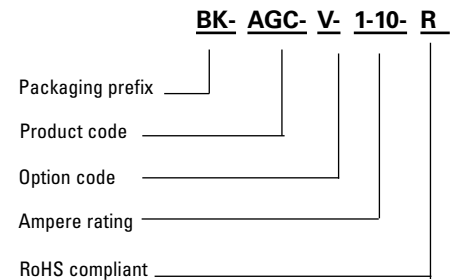 BK- AGC- V- 1-10- R
Packaging prefix
Product code
Option code
Ampere rating
RoHS compliant